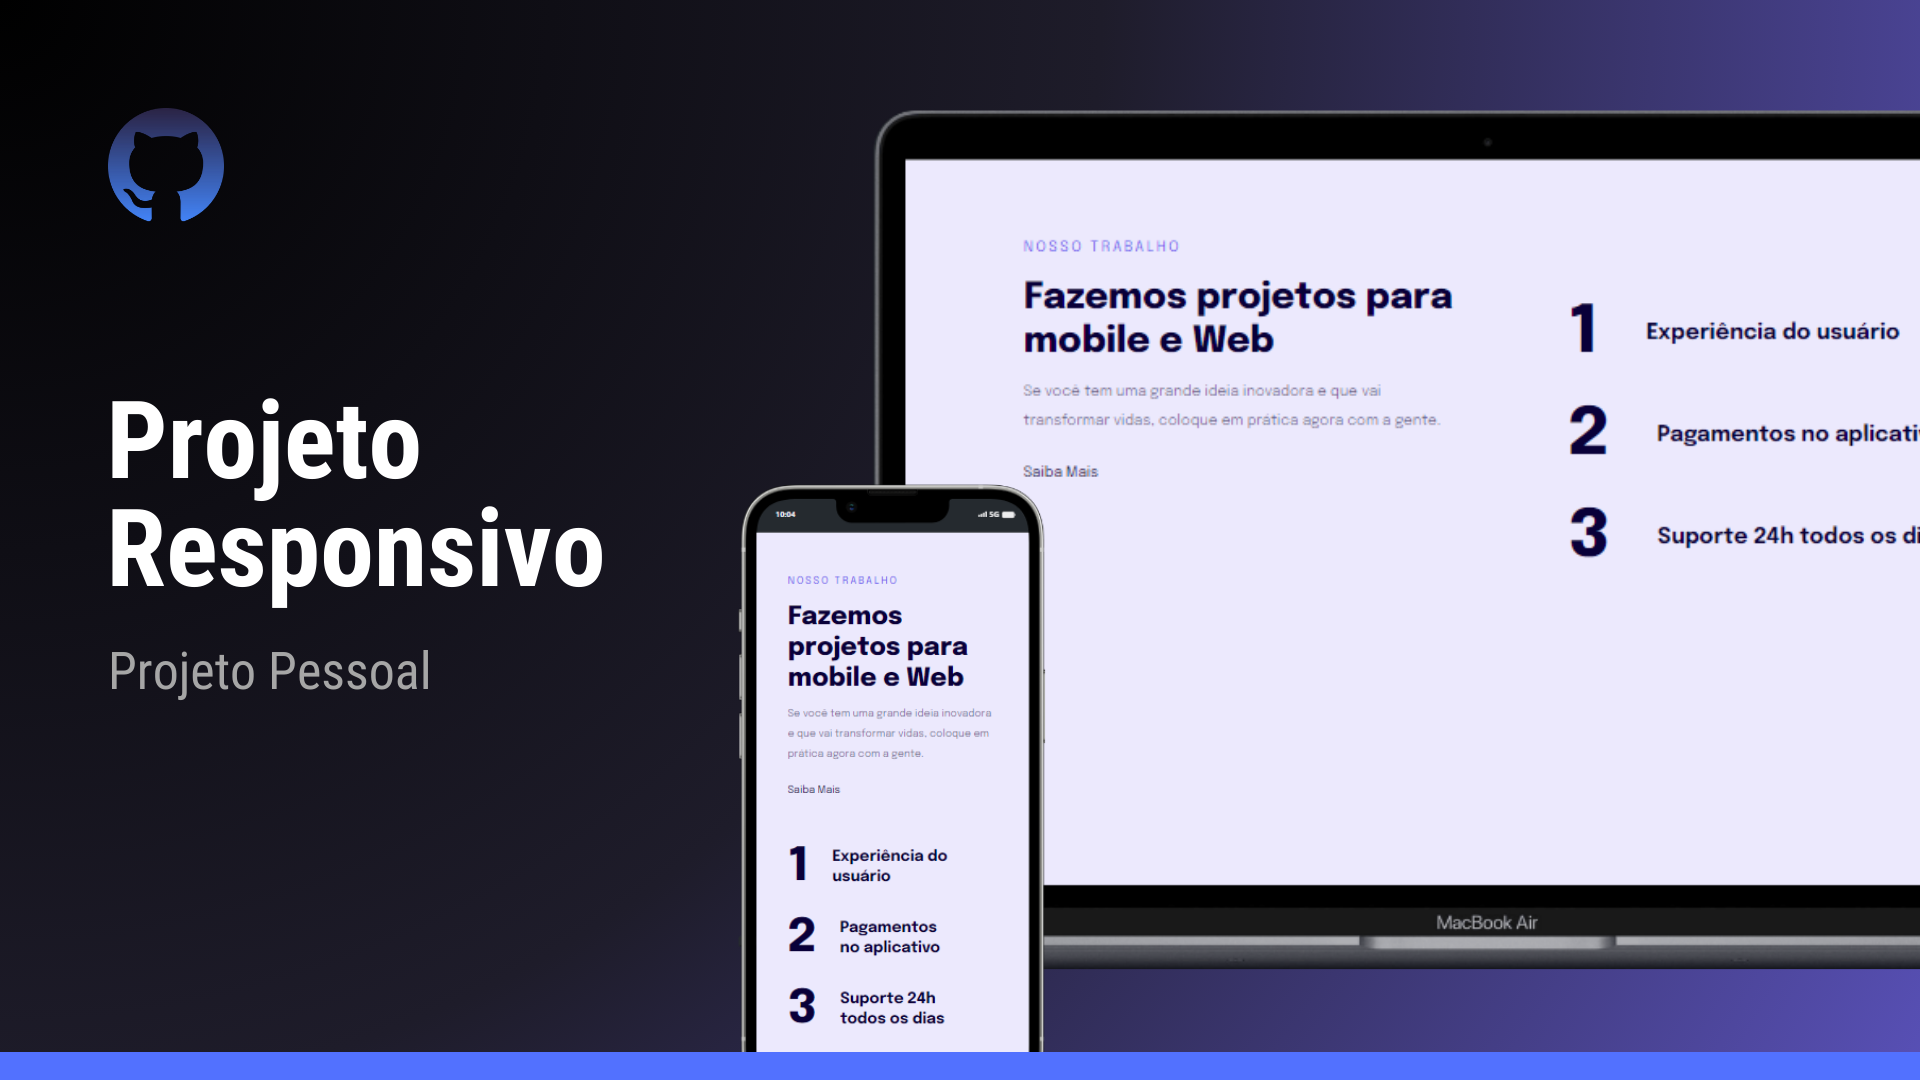 Projeto
Responsivo
Projeto Pessoal
NOSSO TRABALHO
Fazemos projetos para
mobile e Web
Se você tem uma grande ideia inovadora e que vai
transformar vidas, coloque em prática agora com a gente.
Saiba Mais
1 Experiência do usuário
2 Pagamentos no aplicativ
3 Suporte 24h todos os di
MacBook Air
10:04 5G
NOSSO TRABALHO
Fazemos
projetos para
mobile e Web
Se você tem uma grande ideia inovadora
e que vai transformar vidas, coloque em
prática agora com a gente.
Saiba Mais
1 Experiência do
usuário
2 Pagamentos
no aplicativo
3 Suporte 24h
todos os dias